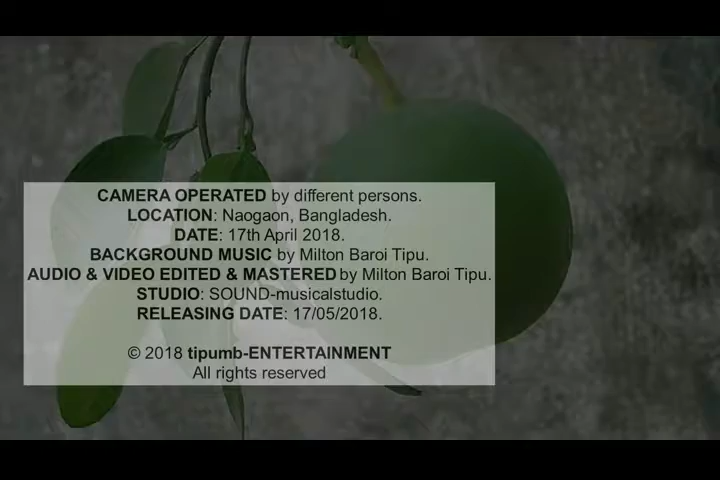 CAMERA OPERATED by different persons.
LOCATION: Naogaon, Bangladesh.
DATE: 17th April 2018.
BACKGROUND MUSIC by Milton Baroi Tipu.
AUDIO & VIDEO EDITED & MASTERED by Milton Baroi Tipu.
STUDIO: SOUND-musicalstudio.
RELEASING DATE: 17/05/2018.
© 2018 tipumb-ENTERTAINMENT
All rights reserved